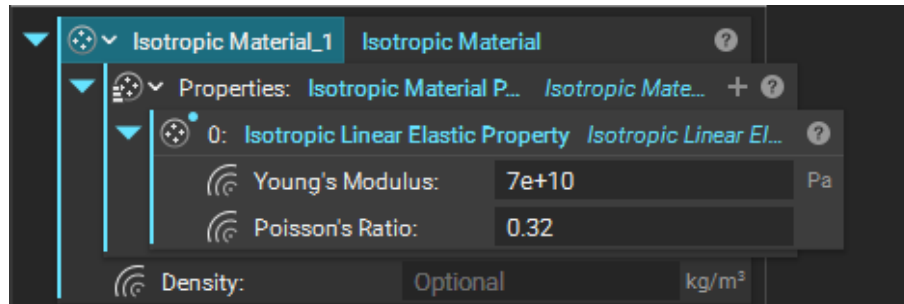 Isotropic Material_1 Isotropic Material ?
Properties: Isotropic Material P... Isotropic Mate... + ?
0: Isotropic Linear Elastic Property Isotropic Linear El... ?
Young's Modulus: 7e+10 Pa
Poisson's Ratio: 0.32
Density: Optional kg/m³